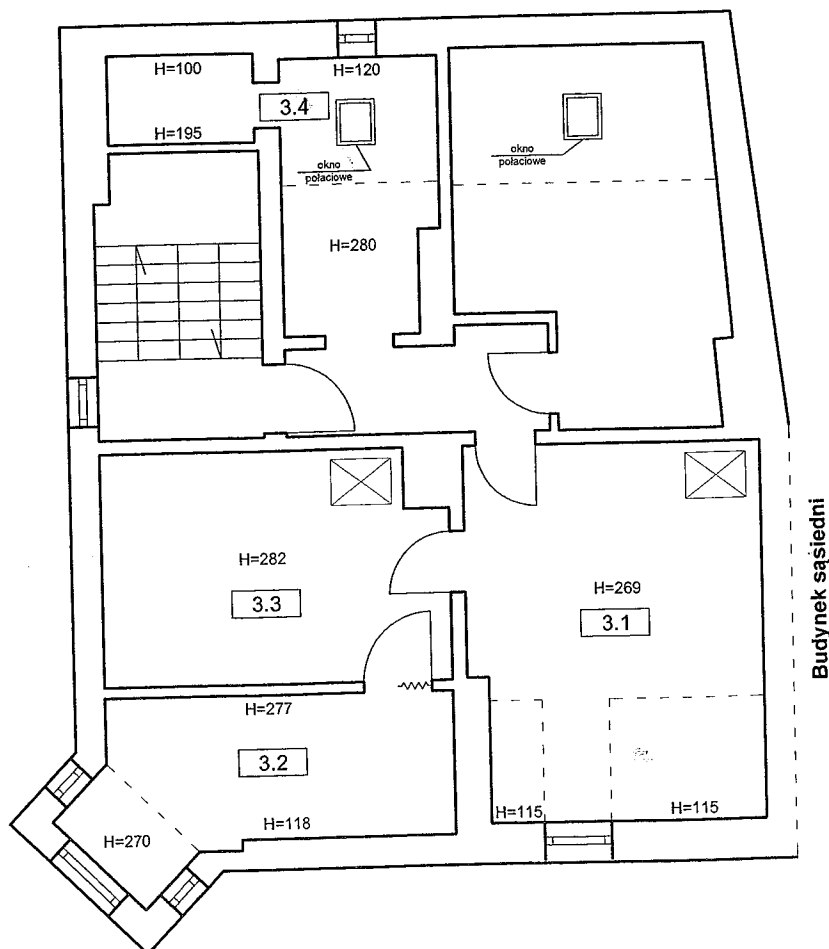 H=100
H=120
3.4
H=195
okno
połaciowe
okno
połaciowe
H=280
H=282
3.3
H=269
3.1
Budynek sąsiedni
H=277
3.2
H=270
H=118
H=115
H=115